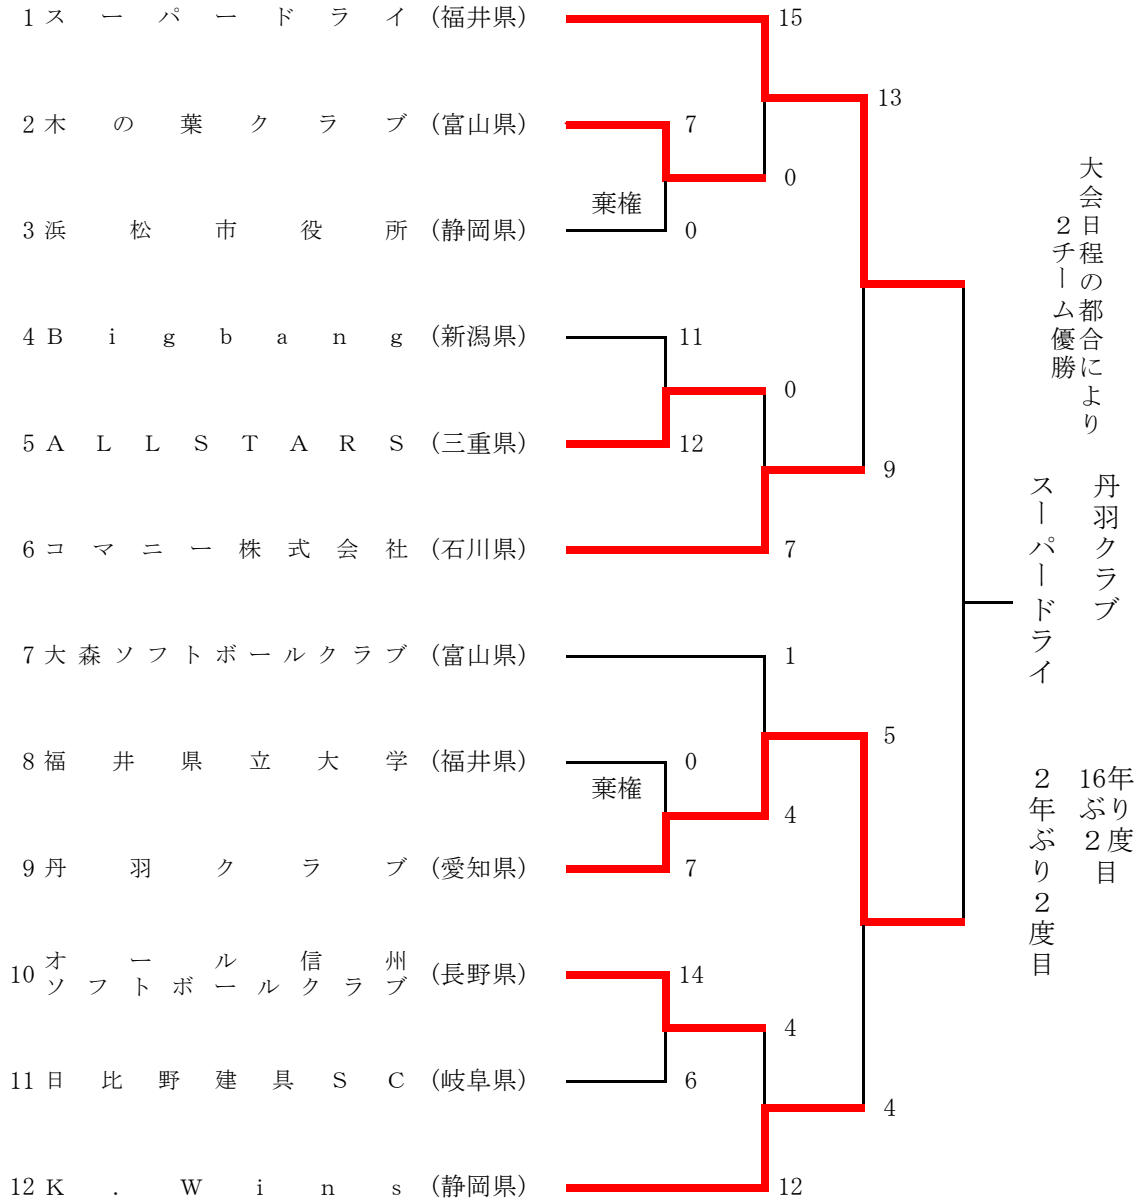 1 スーパードライ (福井県) 15
13
2 木の葉クラブ (富山県) 7
0
棄権
3 浜松市役所 (静岡県) 0
4 Bigbang (新潟県) 11
0
5 ALLSTARS (三重県) 12
9
6 コマニー株式会社 (石川県) 7
7 大森ソフトボールクラブ (富山県) 1
5
8 福井県立大学 (福井県) 0
棄権
4
9 丹羽クラブ (愛知県) 7
10 オール信州
ソフトボールクラブ (長野県) 14
4
11 日比野建具SC (岐阜県) 6
4
12 K.Wins (静岡県) 12
大会日程の都合により
2チーム優勝
丹羽クラブ
スーパードライ
16年ぶり2度目
2年ぶり2度目